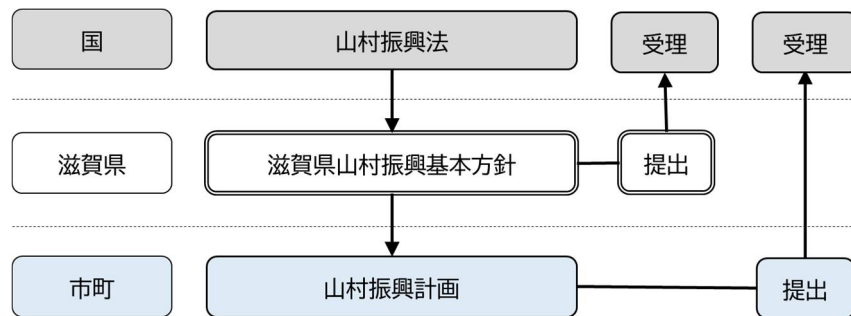 国
山村振興法
受理
受理
滋賀県
滋賀県山村振興基本方針
提出
市町
山村振興計画
提出